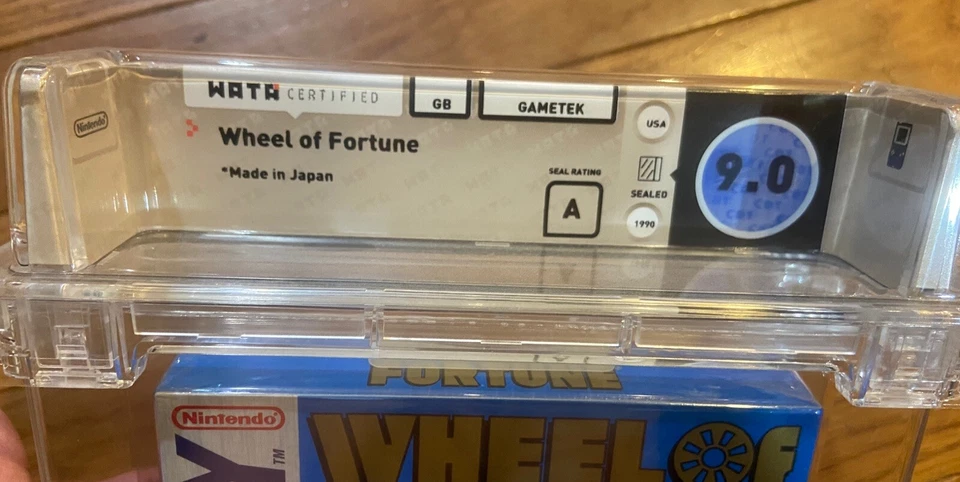 WATA CERTIFIED
GB
GAMETEK
Nintendo
Wheel of Fortune
*Made in Japan
SEAL RATING
A
USA
SEALED
1990
9.0
FORTUNE
Nintendo
WHEEL OF
Y
TM